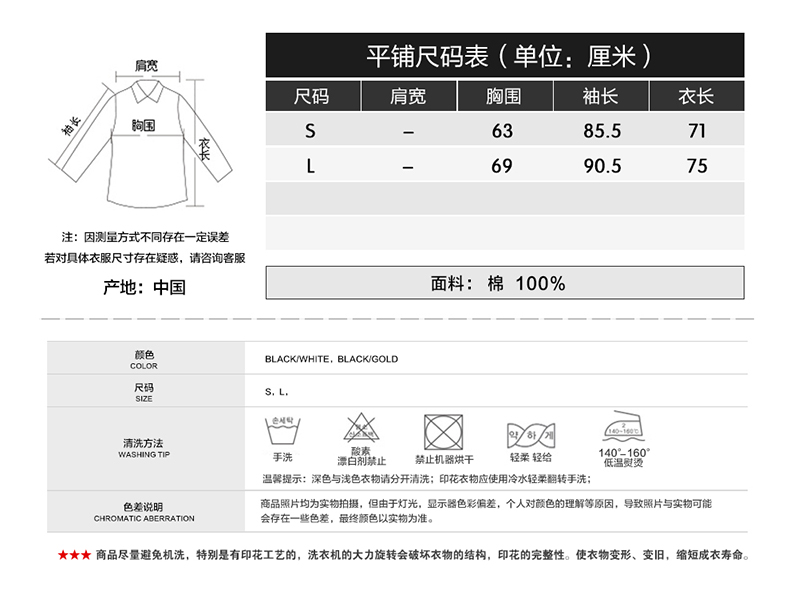 肩宽
袖长
胸围
衣长
注：因测量方式不同存在一定误差
若对具体衣服尺寸存在疑惑，请咨询客服
产地：中国
平铺尺码表（单位：厘米）
尺码 肩宽 胸围 袖长 衣长
S – 63 85.5 71
L – 69 90.5 75
面料： 棉 100%
颜色
COLOR
BLACK/WHITE，BLACK/GOLD
尺码
SIZE
S，L，
清洗方法
WASHING TIP
손세탁
手洗
酸素
漂白剂禁止
禁止机器烘干
약하게
轻柔 轻给
2
140~160℃
140°–160°
低温熨烫
温馨提示：深色与浅色衣物请分开清洗；印花衣物应使用冷水轻柔翻转手洗；
色差说明
CHROMATIC ABERRATION
商品照片均为实物拍摄，但由于灯光，显示器色彩偏差，个人对颜色的理解等原因，导致照片与实物可能
会存在一些色差，最终颜色以实物为准。
★★★ 商品尽量避免机洗，特别是有印花工艺的，洗衣机的大力旋转会破坏衣物的结构，印花的完整性。使衣物变形、变旧，缩短成衣寿命。